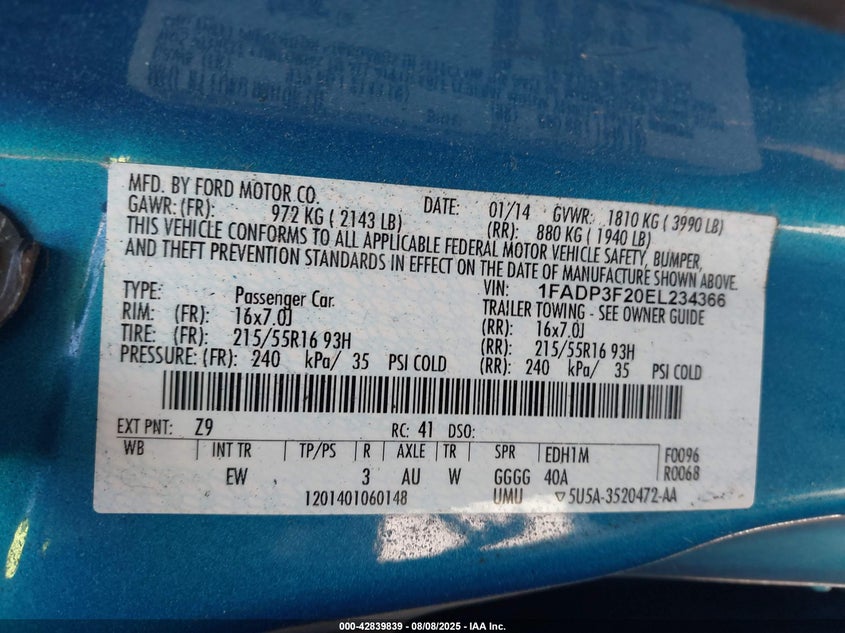 MFD. BY FORD MOTOR CO.
DATE: 01/14 GVWR: 1810 KG ( 3990 LB)
GAWR: (FR): 972 KG ( 2143 LB) (RR): 880 KG ( 1940 LB)
THIS VEHICLE CONFORMS TO ALL APPLICABLE FEDERAL MOTOR VEHICLE SAFETY, BUMPER,
AND THEFT PREVENTION STANDARDS IN EFFECT ON THE DATE OF MANUFACTURE SHOWN ABOVE.
VIN: 1FADP3F20EL234366
TYPE: Passenger Car. TRAILER TOWING - SEE OWNER GUIDE
RIM: (FR): 16x7.0J (RR): 16x7.0J
TIRE: (FR): 215/55R16 93H (RR): 215/55R16 93H
PRESSURE: (FR): 240 kPa/ 35 PSI COLD (RR): 240 kPa/ 35 PSI COLD
EXT PNT: Z9 RC: 41 DSO:
WB INT TR TP/PS R AXLE TR SPR EDH1M F0096
EW 3 AU W GGGG 40A R0068
1201401060148 UMU ▽5U5A-3520472-AA
000-42839839 | 08/08/2025 - IAA Inc.